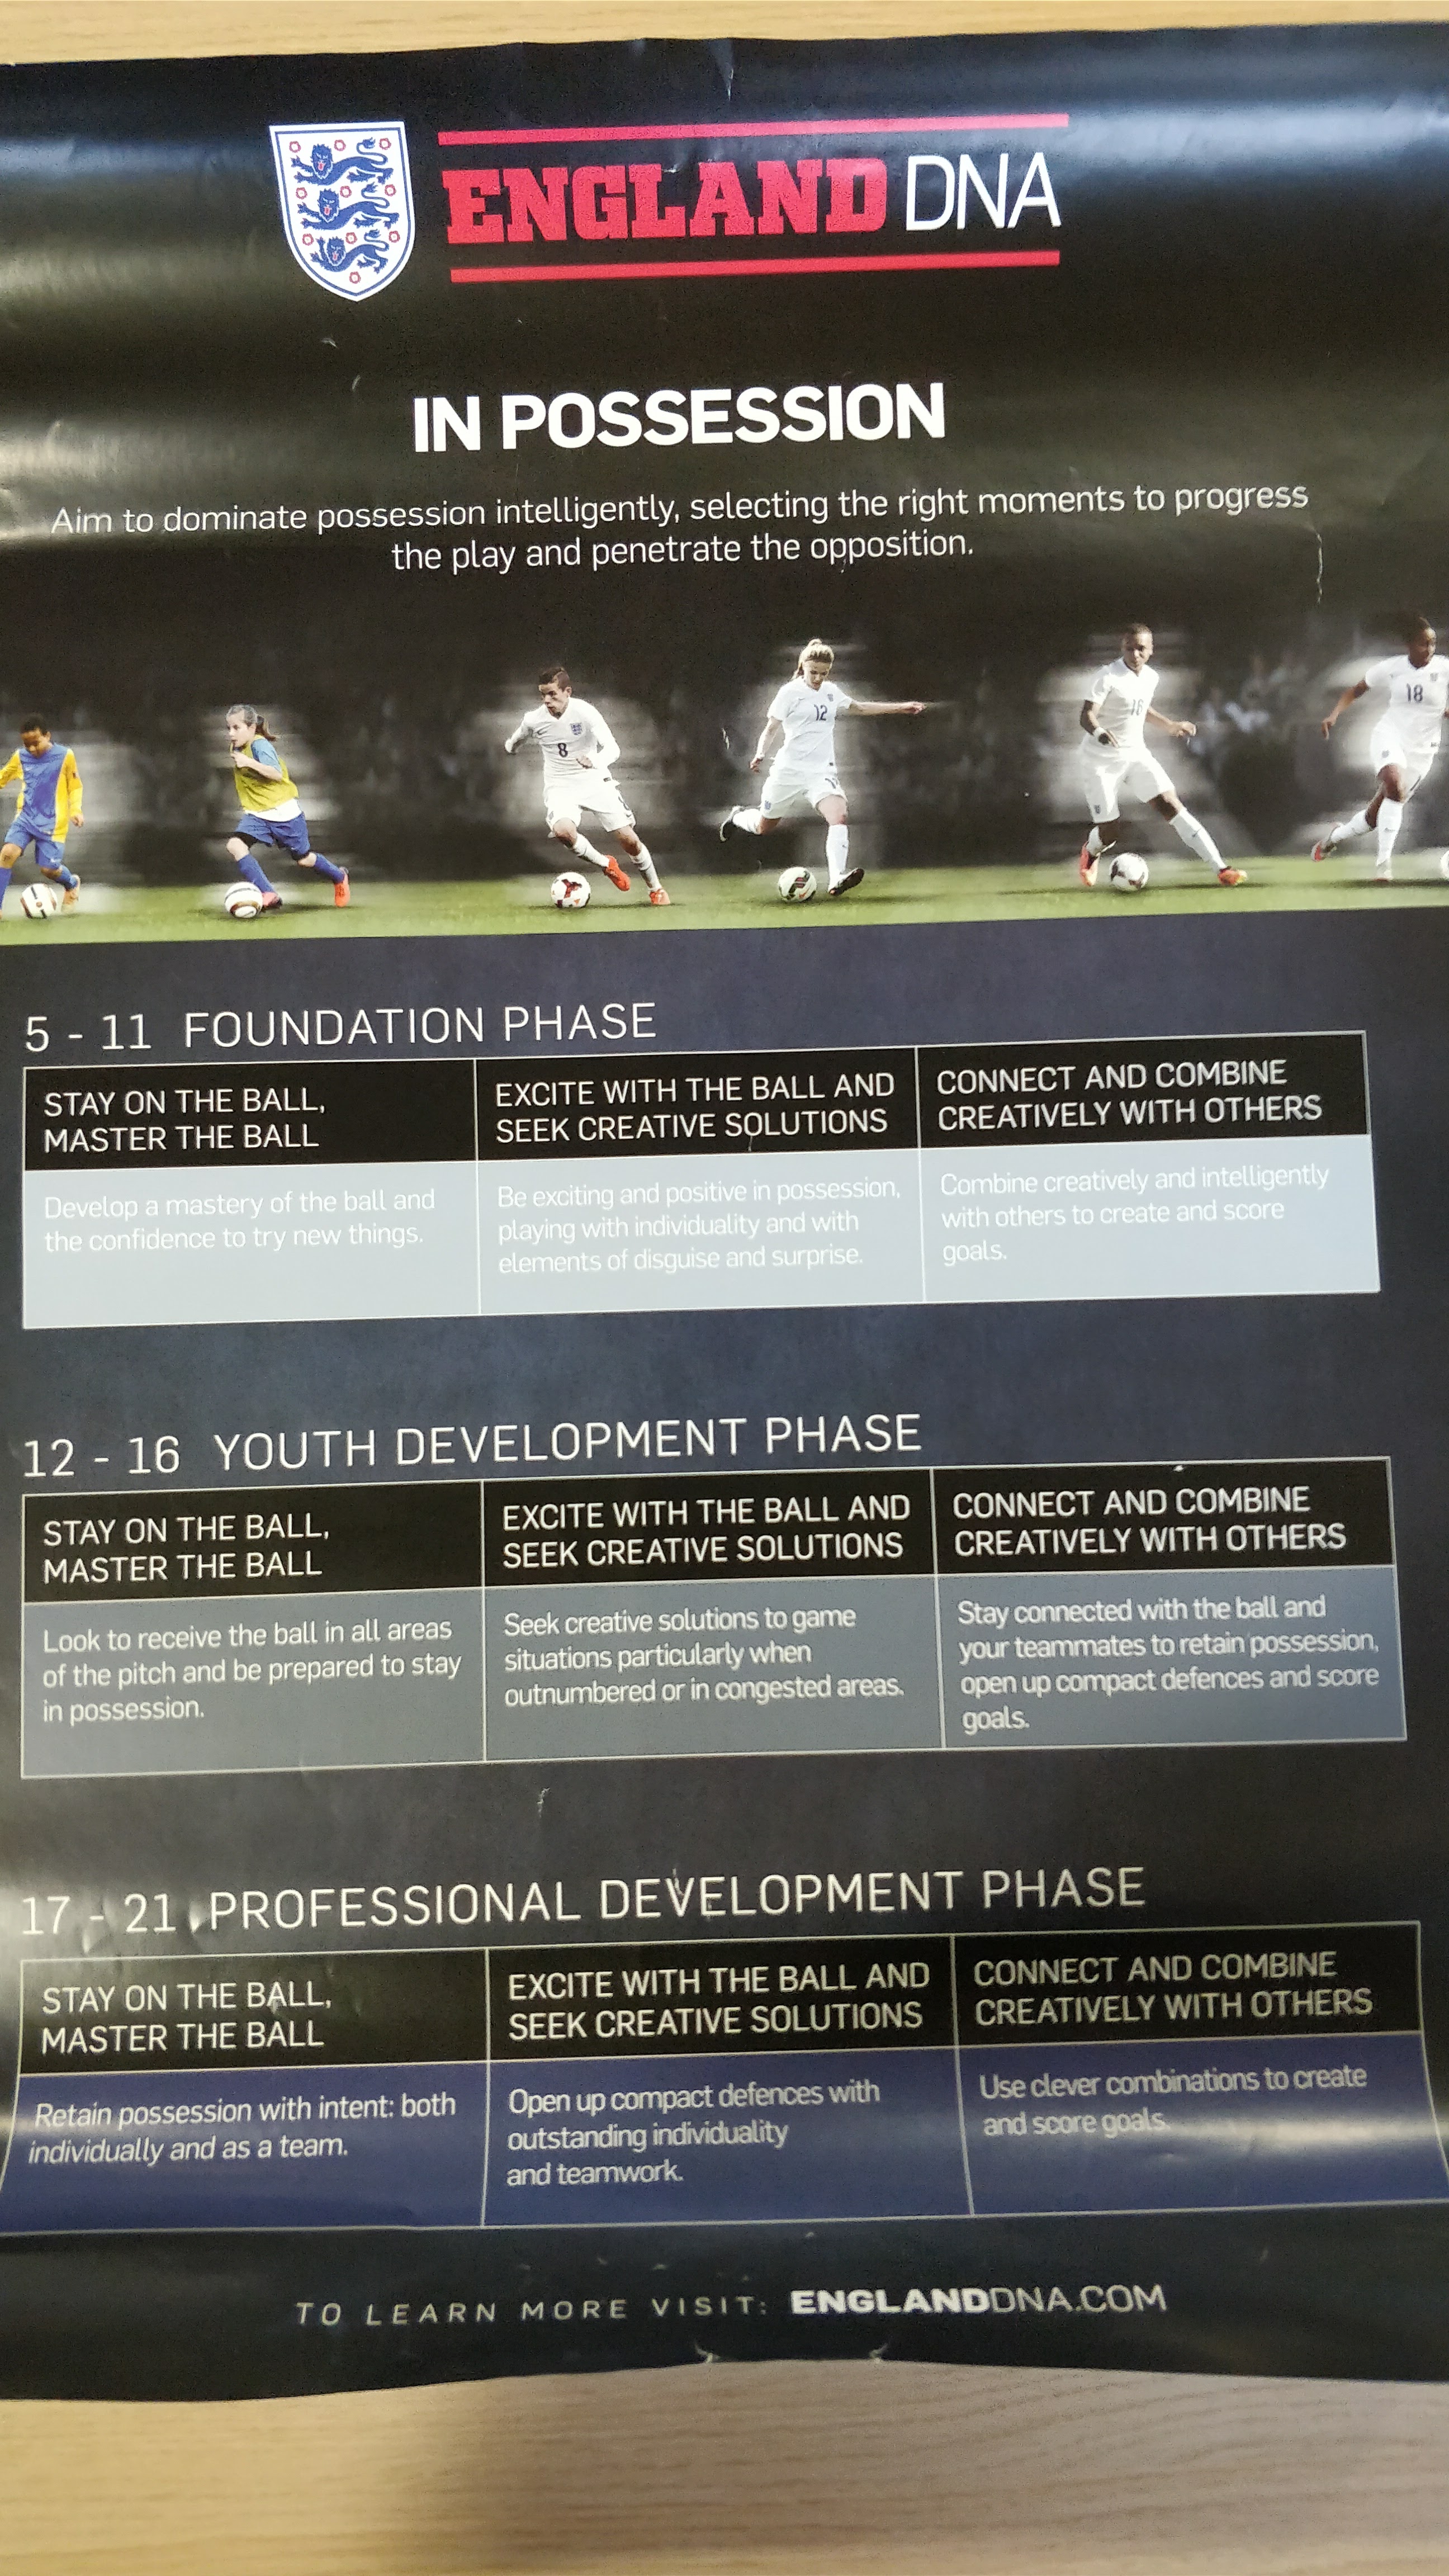 ENGLAND DNA
IN POSSESSION
Aim to dominate possession intelligently, selecting the right moments to progress
the play and penetrate the opposition.
8
12
16
18
5 - 11 FOUNDATION PHASE
STAY ON THE BALL,
MASTER THE BALL
Develop a mastery of the ball and
the confidence to try new things.
EXCITE WITH THE BALL AND
SEEK CREATIVE SOLUTIONS
Be exciting and positive in possession,
playing with individuality and with
elements of disguise and surprise.
CONNECT AND COMBINE
CREATIVELY WITH OTHERS
Combine creatively and intelligently
with others to create and score
goals.
12 - 16 YOUTH DEVELOPMENT PHASE
STAY ON THE BALL,
MASTER THE BALL
Look to receive the ball in all areas
of the pitch and be prepared to stay
in possession.
EXCITE WITH THE BALL AND
SEEK CREATIVE SOLUTIONS
Seek creative solutions to game
situations particularly when
outnumbered or in congested areas.
CONNECT AND COMBINE
CREATIVELY WITH OTHERS
Stay connected with the ball and
your teammates to retain possession,
open up compact defences and score
goals.
17 - 21 PROFESSIONAL DEVELOPMENT PHASE
STAY ON THE BALL,
MASTER THE BALL
Retain possession with intent: both
individually and as a team.
EXCITE WITH THE BALL AND
SEEK CREATIVE SOLUTIONS
Open up compact defences with
outstanding individuality
and teamwork.
CONNECT AND COMBINE
CREATIVELY WITH OTHERS
Use clever combinations to create
and score goals.
TO LEARN MORE VISIT: ENGLANDDNA.COM